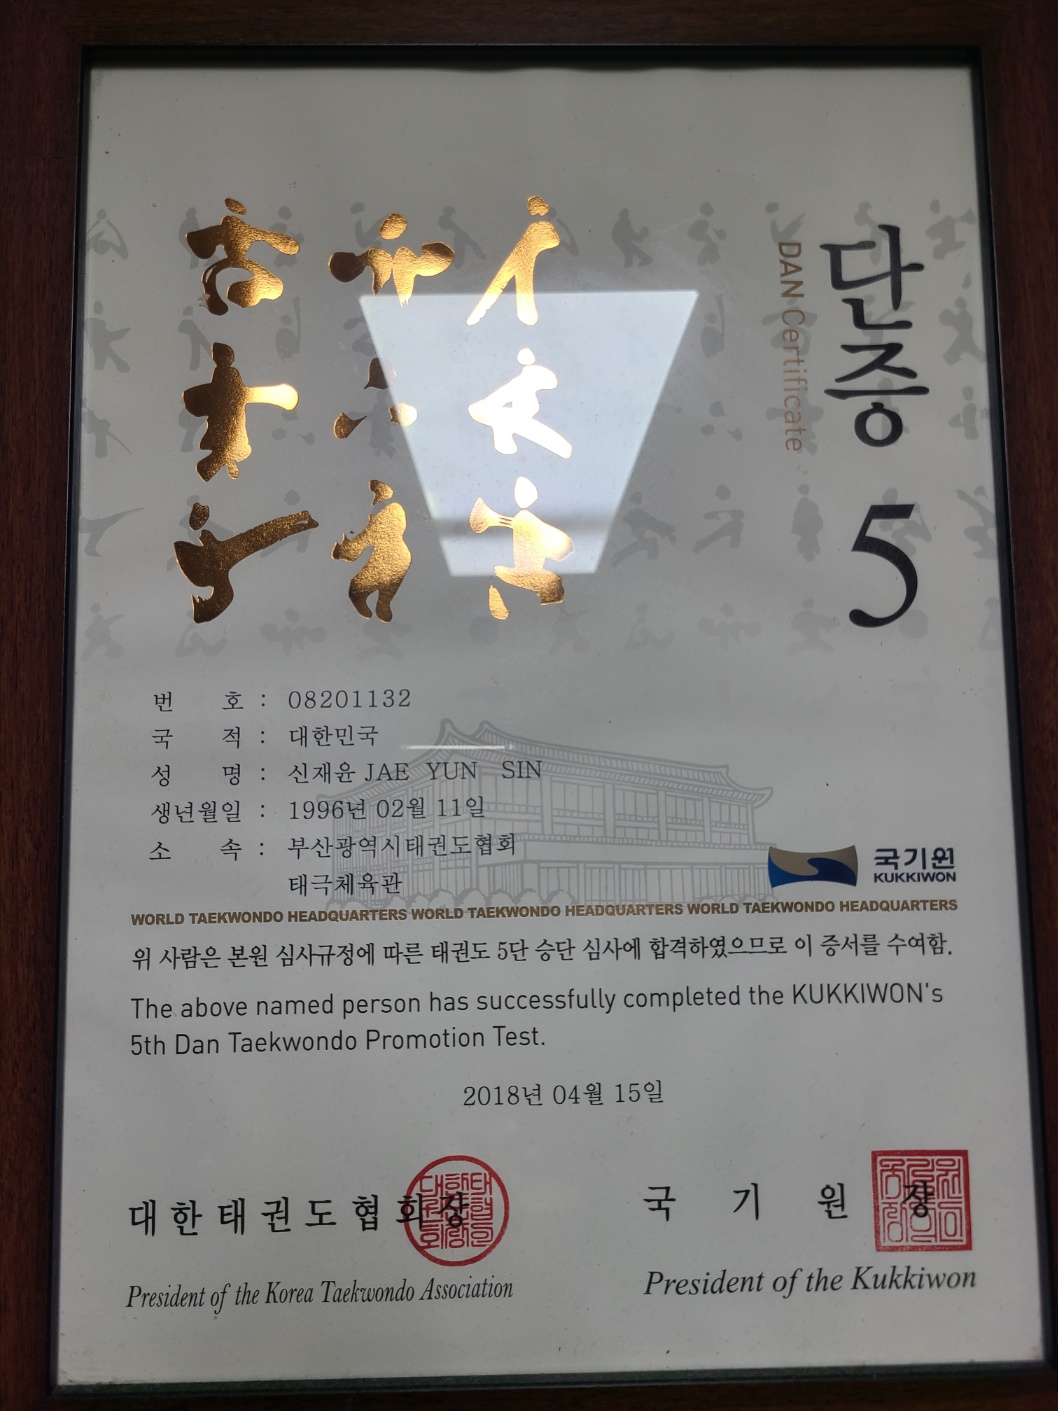 단증 5
DAN Certificate
번 호 : 08201132
국 적 : 대한민국
성 명 : 신재윤 JAE YUN SIN
생년월일 : 1996년 02월 11일
소 속 : 부산광역시태권도협회
태극체육관
국기원
KUKKIWON
WORLD TAEKWONDO HEADQUARTERS WORLD TAEKWONDO HEADQUARTERS WORLD TAEKWONDO HEADQUARTERS
위 사람은 본원 심사규정에 따른 태권도 5단 승단 심사에 합격하였으므로 이 증서를 수여함.
The above named person has successfully completed the KUKKIWON's
5th Dan Taekwondo Promotion Test.
2018년 04월 15일
대한태권도협회장
국 기 원 장
President of the Korea Taekwondo Association
President of the Kukkiwon